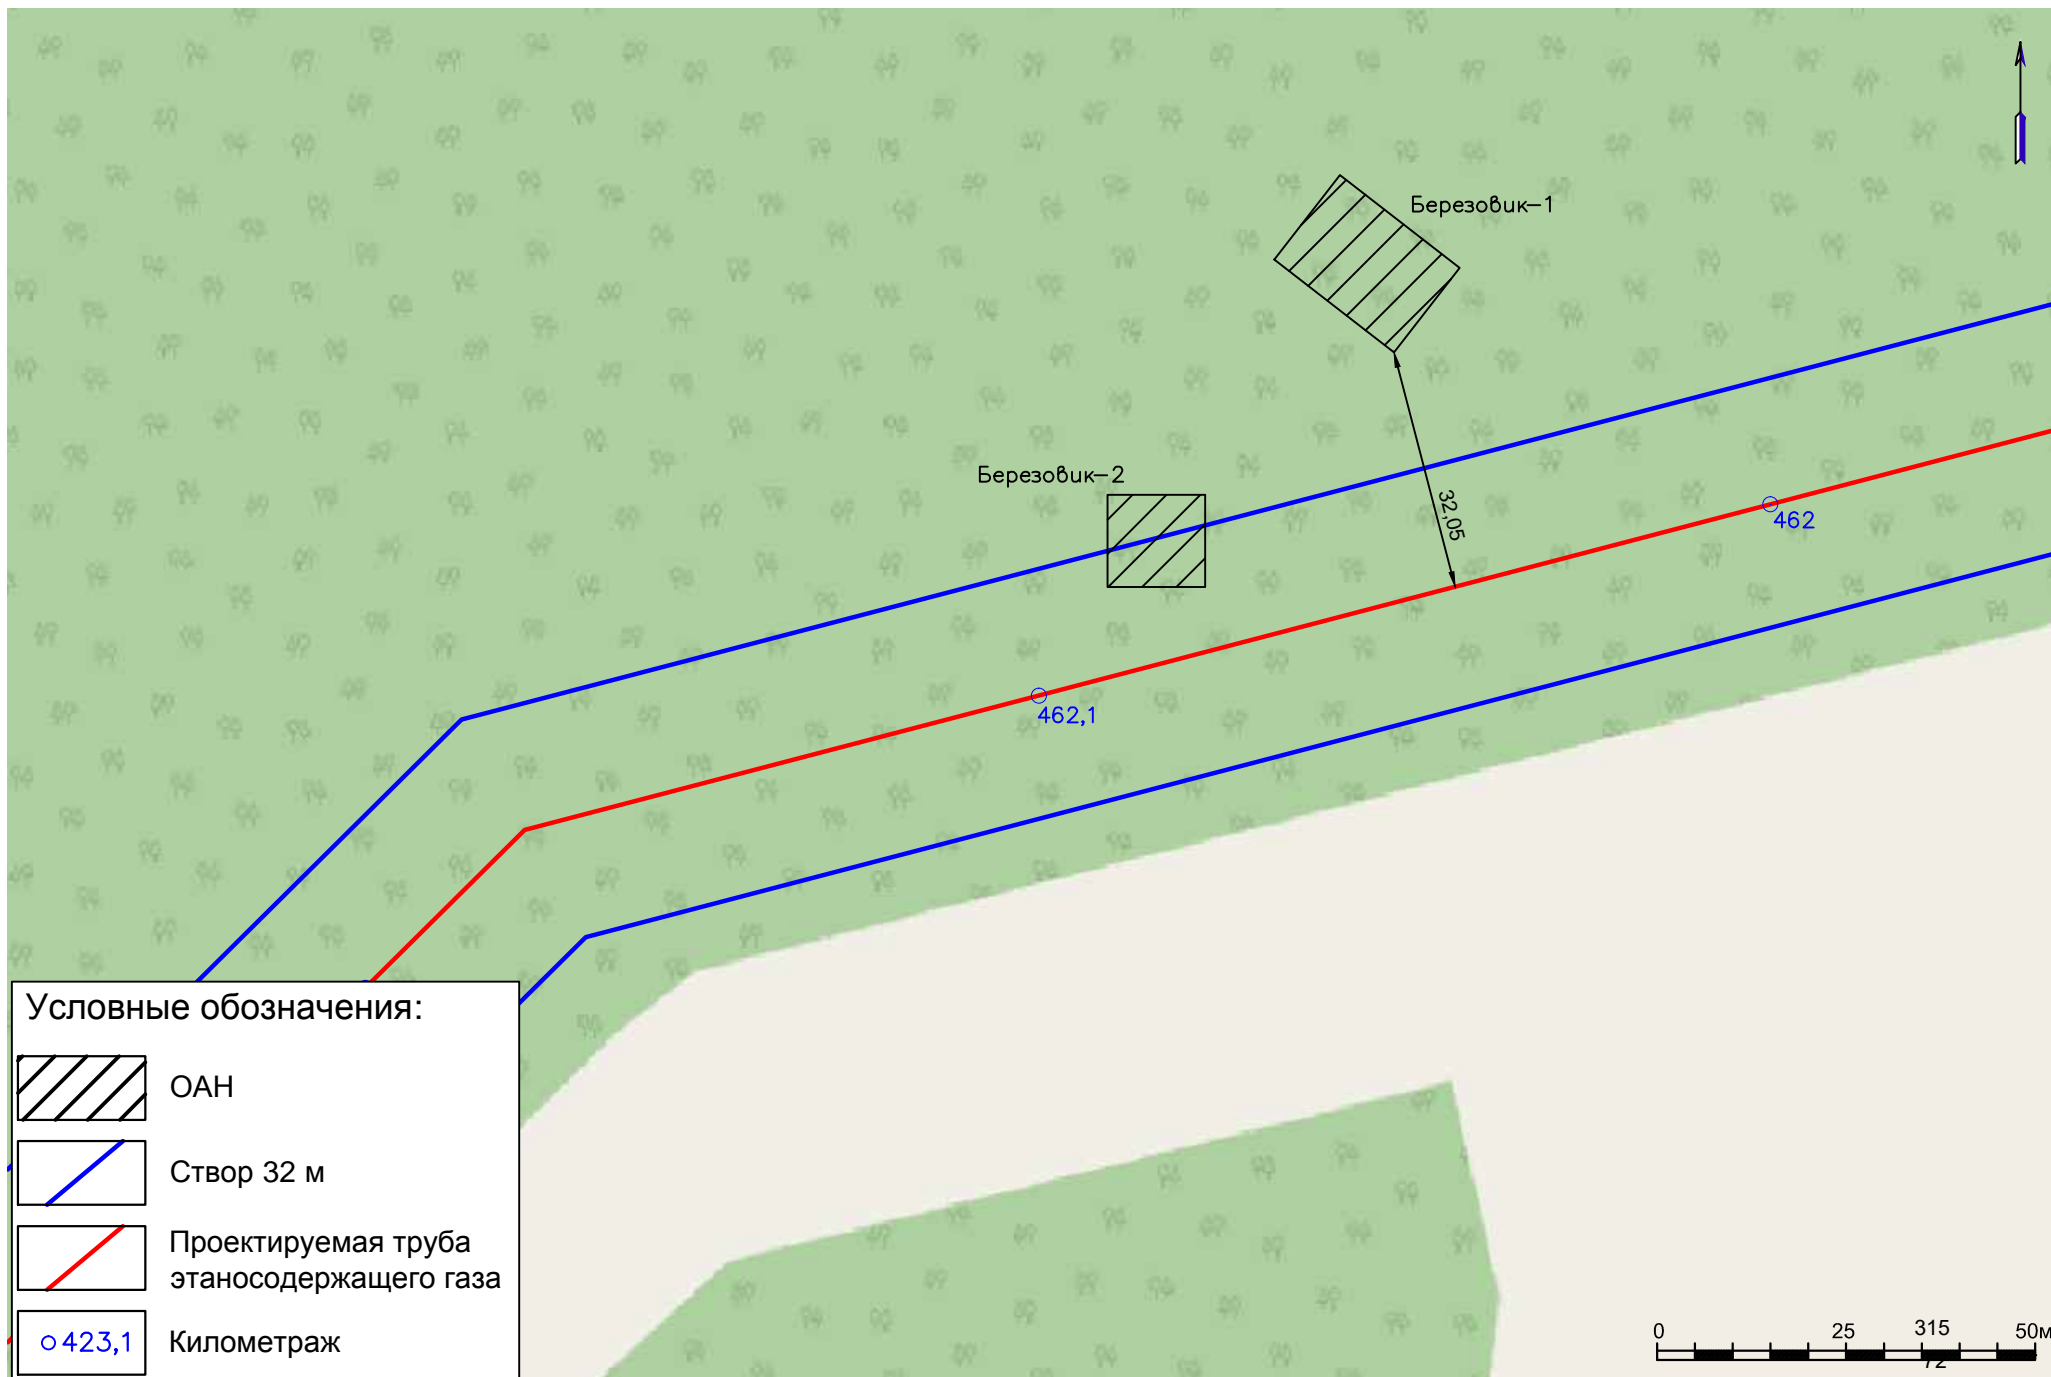 Березовик-1
Березовик-2
32,05
462
462,1
Условные обозначения:
ОАН
Створ 32 м
Проектируемая труба
этаносодержащего газа
423,1 Километраж
0 25 315 50м
72